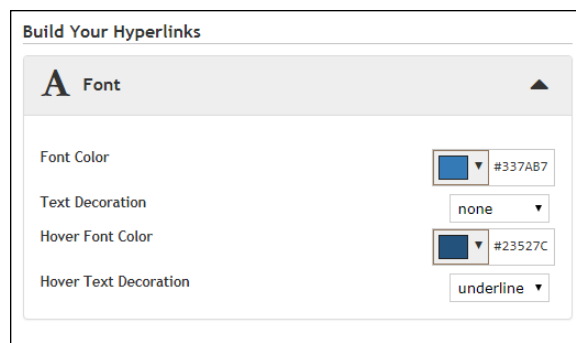 Build Your Hyperlinks
A Font
Font Color
#337AB7
Text Decoration
none
Hover Font Color
#23527C
Hover Text Decoration
underline